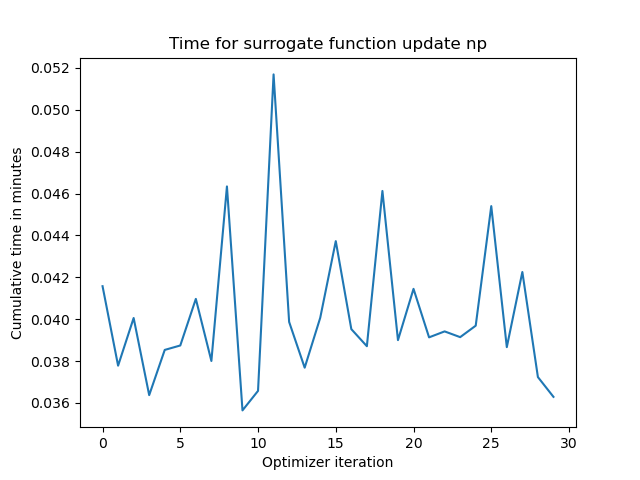 Time for surrogate function update np
Cumulative time in minutes
0.052
0.050
0.048
0.046
0.044
0.042
0.040
0.038
0.036
0 5 10 15 20 25 30
Optimizer iteration